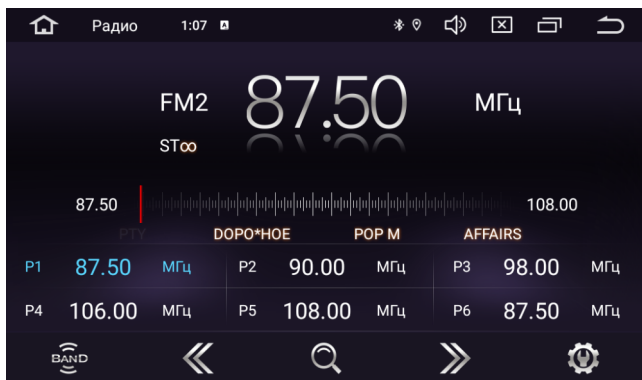 Радио 1:07 A
FM2 87.50 МГц
ST
87.50 108.00
PTY DOPO*HOE POP M AFFAIRS
P1 87.50 МГц P2 90.00 МГц P3 98.00 МГц
P4 106.00 МГц P5 108.00 МГц P6 87.50 МГц
BAND